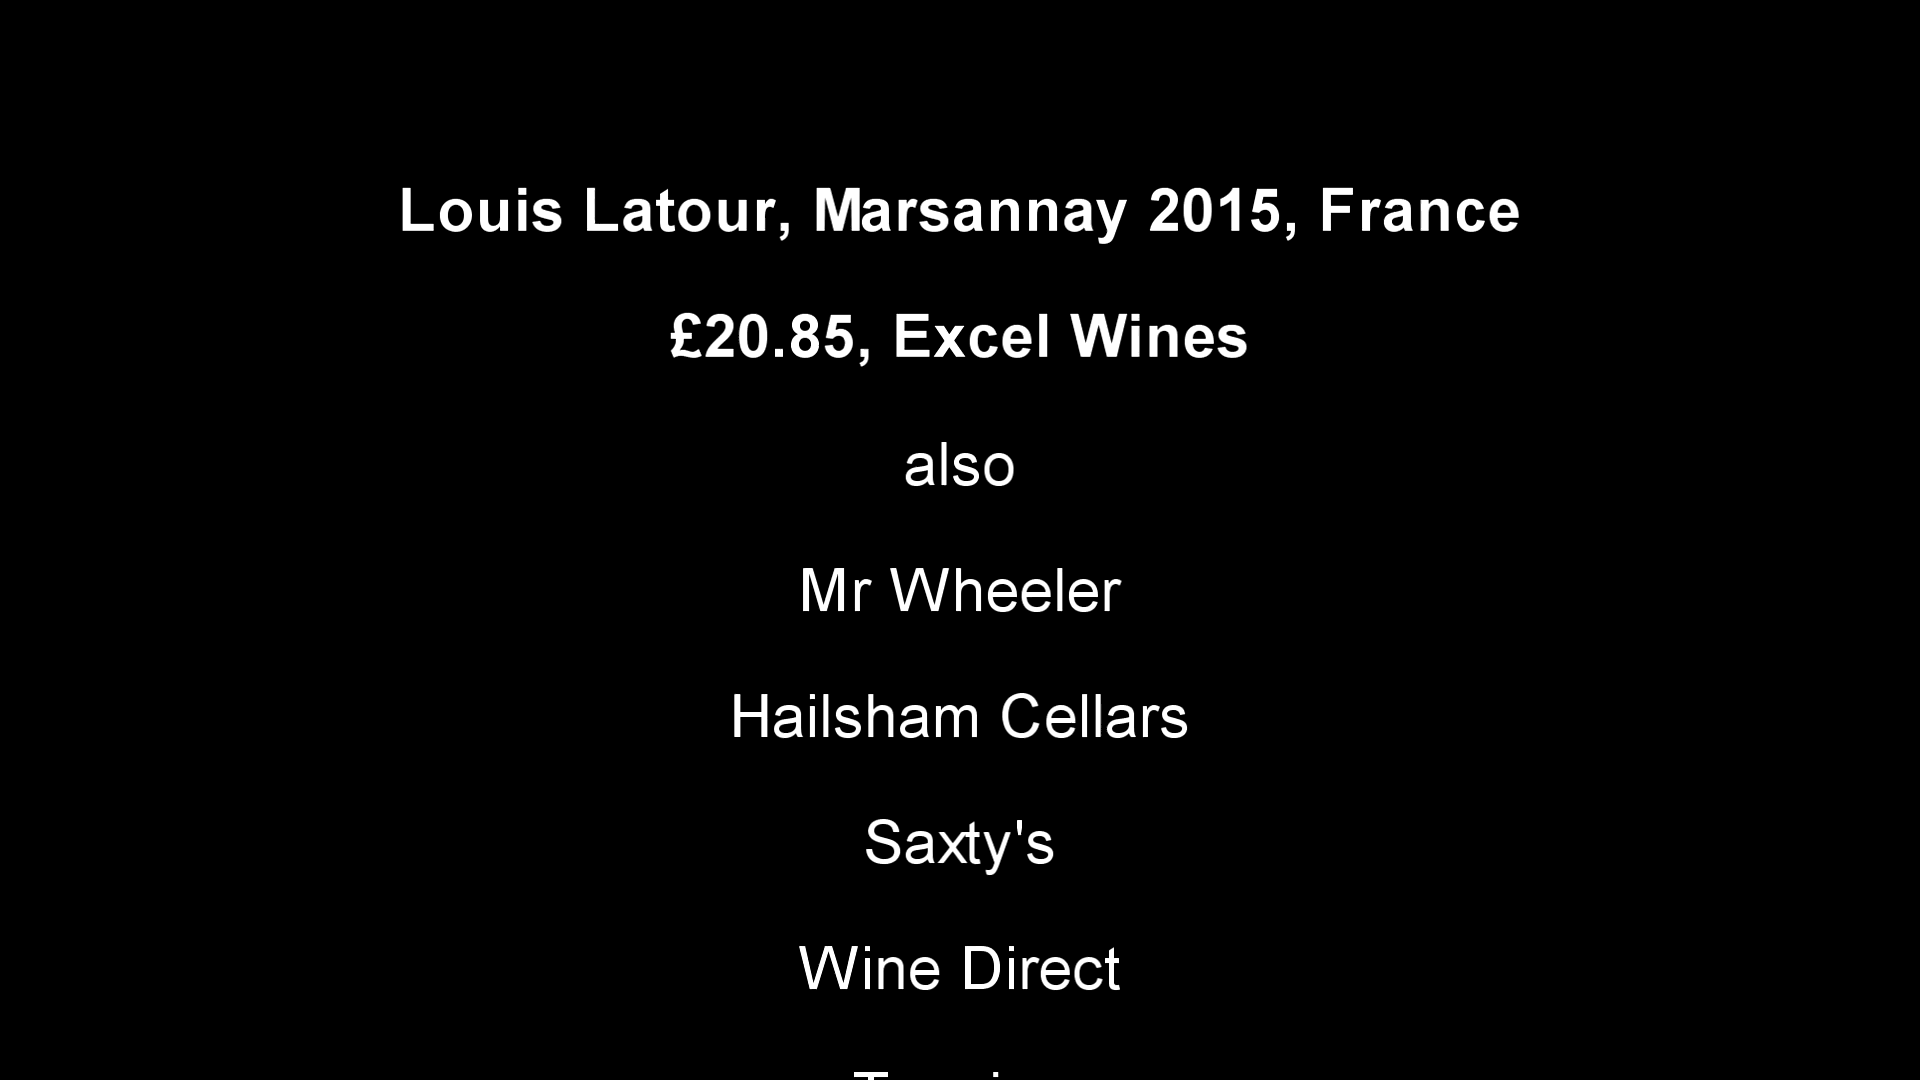 Louis Latour, Marsannay 2015, France
£20.85, Excel Wines
also
Mr Wheeler
Hailsham Cellars
Saxty's
Wine Direct